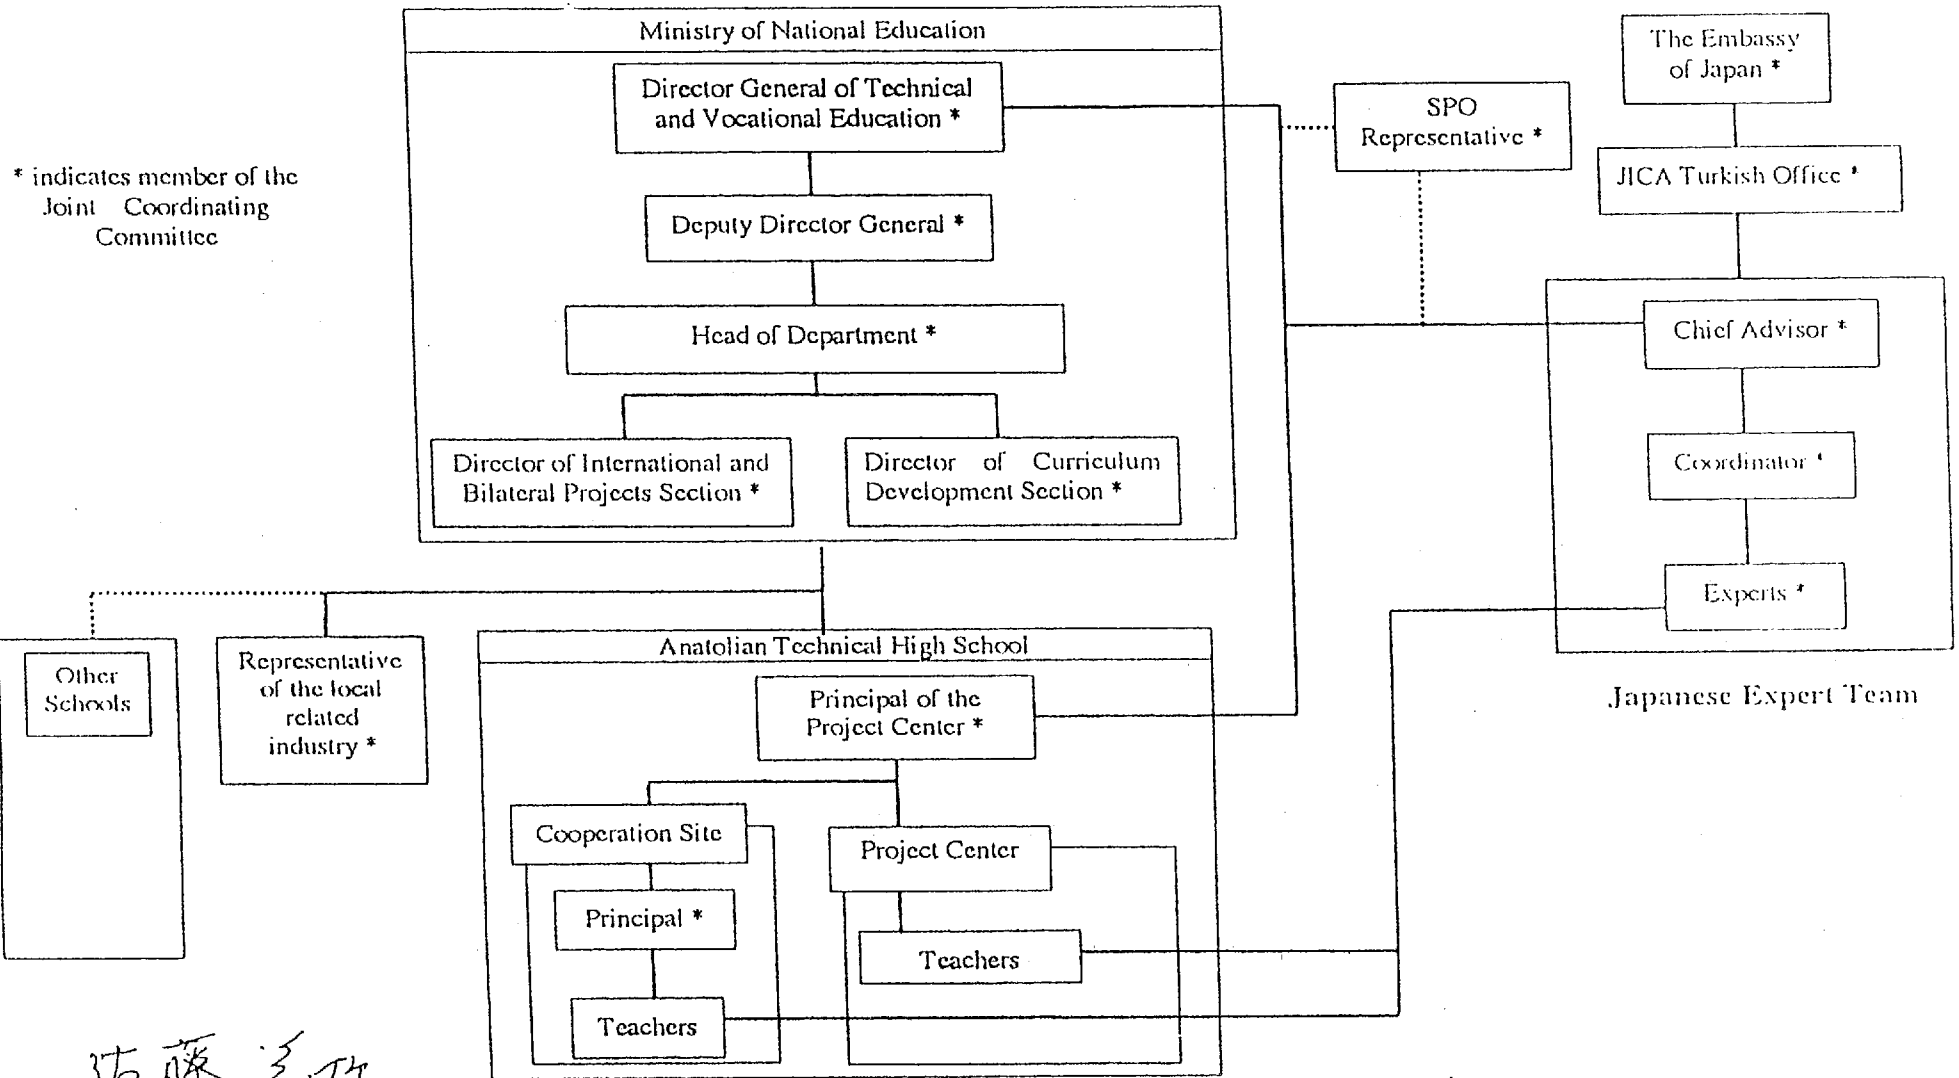 Ministry of National Education
Director General of Technical
and Vocational Education *
Deputy Director General *
Head of Department *
Director of International and
Bilateral Projects Section *
Director of Curriculum
Development Section *
SPO
Representative *
The Embassy
of Japan *
JICA Turkish Office *
Chief Advisor *
Coordinator *
Experts *
Japanese Expert Team
* indicates member of the
Joint Coordinating
Committee
Other
Schools
Representative
of the local
related
industry *
Anatolian Technical High School
Principal of the
Project Center *
Cooperation Site
Principal *
Teachers
Project Center
Teachers
佐藤